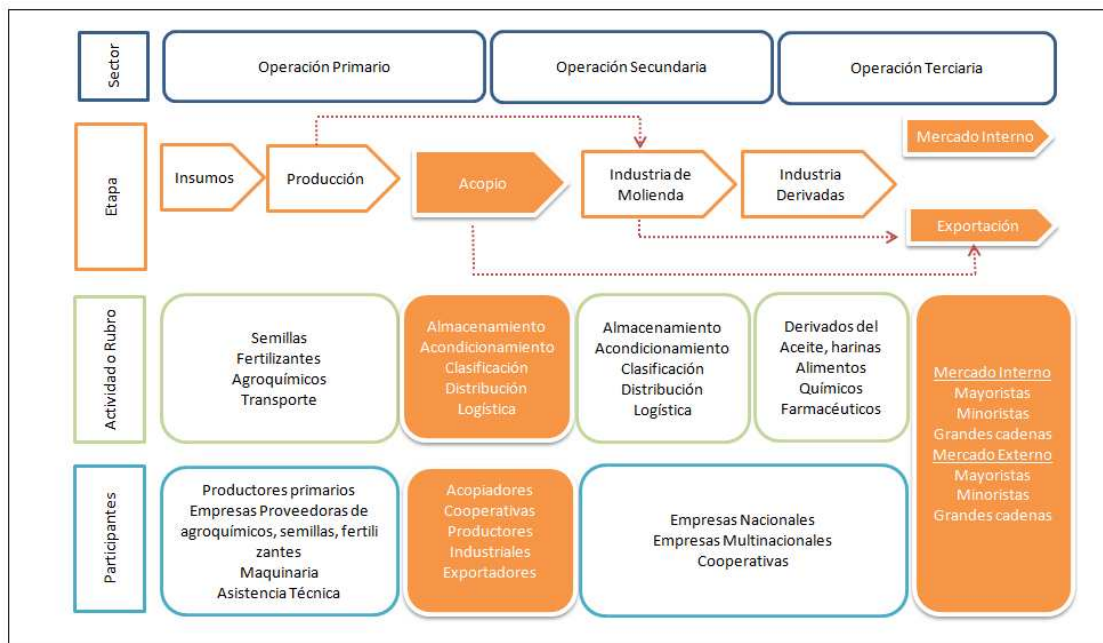 Sector
Operación Primario
Operación Secundaria
Operación Terciaria
Etapa
Insumos
Producción
Acopio
Industria de
Molienda
Industria
Derivadas
Mercado Interno
Exportación
Actividad o Rubro
Semillas
Fertilizantes
Agroquímicos
Transporte
Almacenamiento
Acondicionamiento
Clasificación
Distribución
Logística
Almacenamiento
Acondicionamiento
Clasificación
Distribución
Logística
Derivados del
Aceite, harinas
Alimentos
Químicos
Farmacéuticos
Mercado Interno
Mayoristas
Minoristas
Grandes cadenas
Mercado Externo
Mayoristas
Minoristas
Grandes cadenas
Participantes
Productores primarios
Empresas Proveedoras de
agroquímicos, semillas, fertili
zantes
Maquinaria
Asistencia Técnica
Acopiadores
Cooperativas
Productores
Industriales
Exportadores
Empresas Nacionales
Empresas Multinacionales
Cooperativas